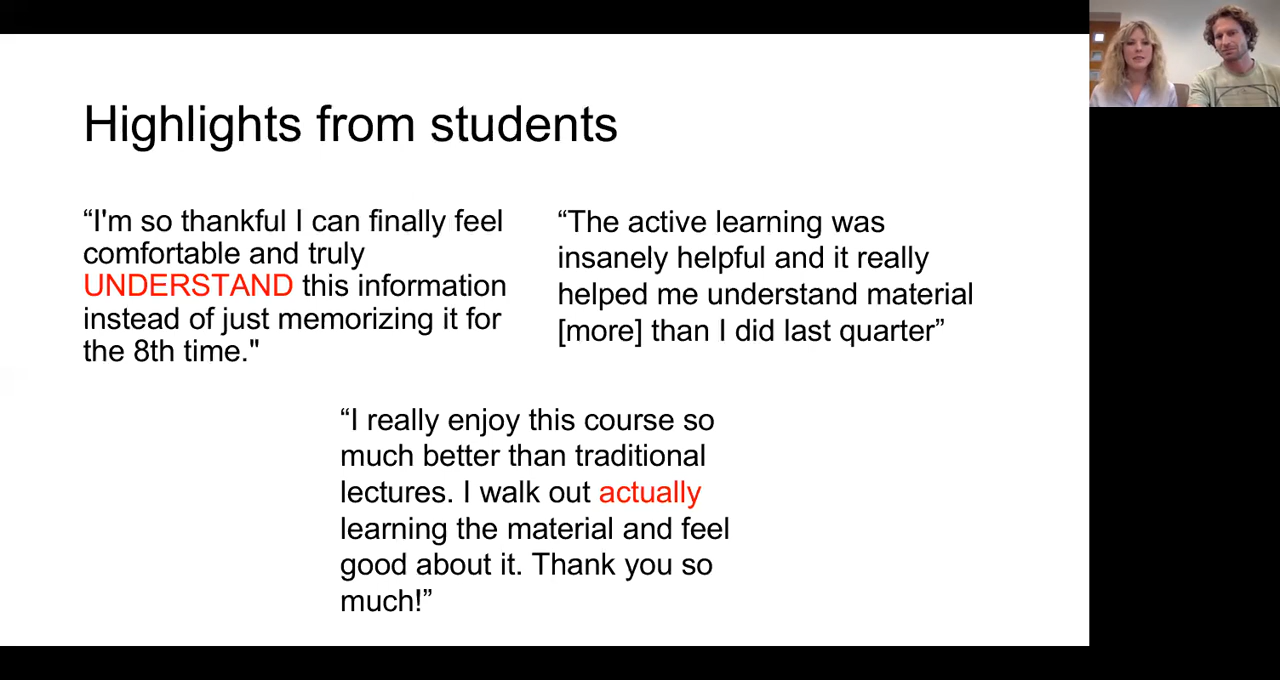 Highlights from students
“I'm so thankful I can finally feel
comfortable and truly
UNDERSTAND this information
instead of just memorizing it for
the 8th time."
“The active learning was
insanely helpful and it really
helped me understand material
[more] than I did last quarter”
“I really enjoy this course so
much better than traditional
lectures. I walk out actually
learning the material and feel
good about it. Thank you so
much!”